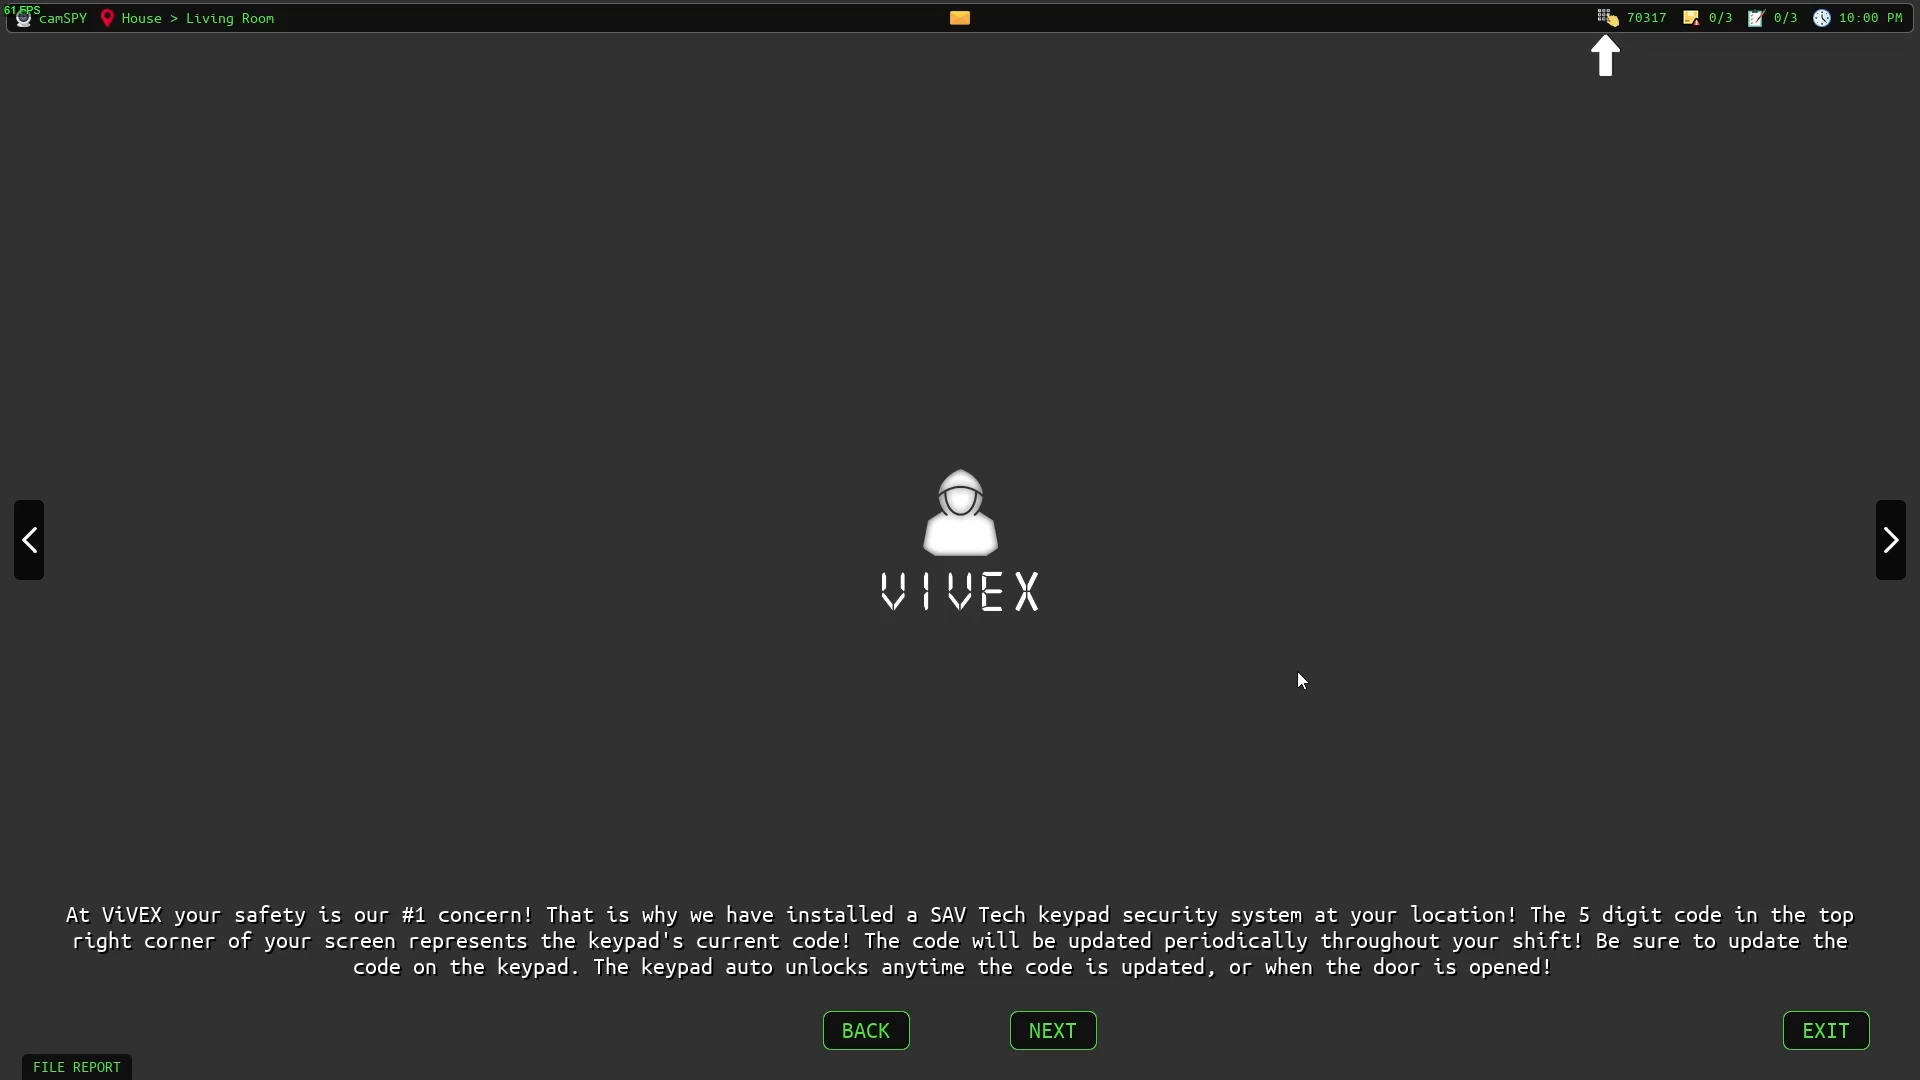 61 FPS
camSPY House > Living Room 70317 0/3 0/3 10:00 PM
VIVEX
At ViVEX your safety is our #1 concern! That is why we have installed a SAV Tech keypad security system at your location! The 5 digit code in the top
right corner of your screen represents the keypad's current code! The code will be updated periodically throughout your shift! Be sure to update the
code on the keypad. The keypad auto unlocks anytime the code is updated, or when the door is opened!
BACK NEXT EXIT
FILE REPORT